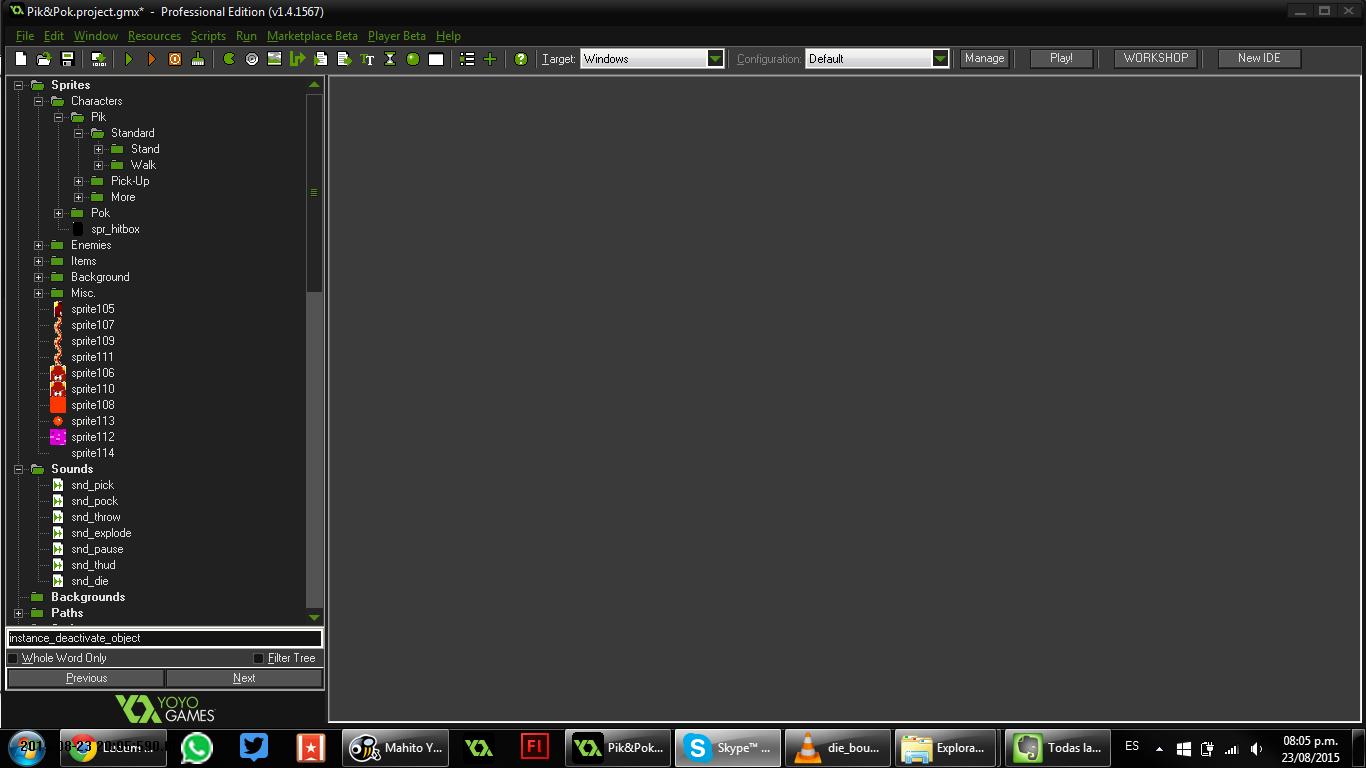 Pik&Pok.project.gmx* - Professional Edition (v1.4.1567)
File Edit Window Resources Scripts Run Marketplace Beta Player Beta Help
Target: Windows Configuration: Default Manage Play! WORKSHOP New IDE
Sprites
Characters
Pik
Standard
Stand
Walk
Pick-Up
More
Pok
spr_hitbox
Enemies
Items
Background
Misc.
sprite105
sprite107
sprite109
sprite111
sprite106
sprite110
sprite108
sprite113
sprite112
sprite114
Sounds
snd_pick
snd_pock
snd_throw
snd_explode
snd_pause
snd_thud
snd_die
Backgrounds
Paths
instance_deactivate_object
Whole Word Only Filter Tree
Previous Next
YOYO
GAMES™
Mahito Y... Fl Pik&Pok... Skype™ ... die_bou... Explora... Todas la... ES 08:05 p.m.
23/08/2015